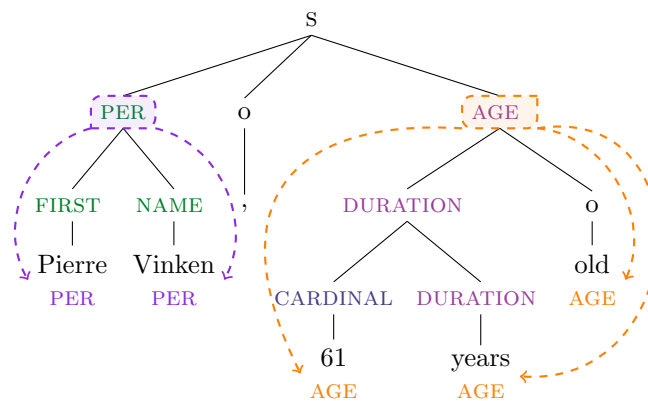 S
PER O AGE
FIRST NAME , DURATION O
Pierre Vinken old
PER PER CARDINAL DURATION AGE
61 years
AGE AGE